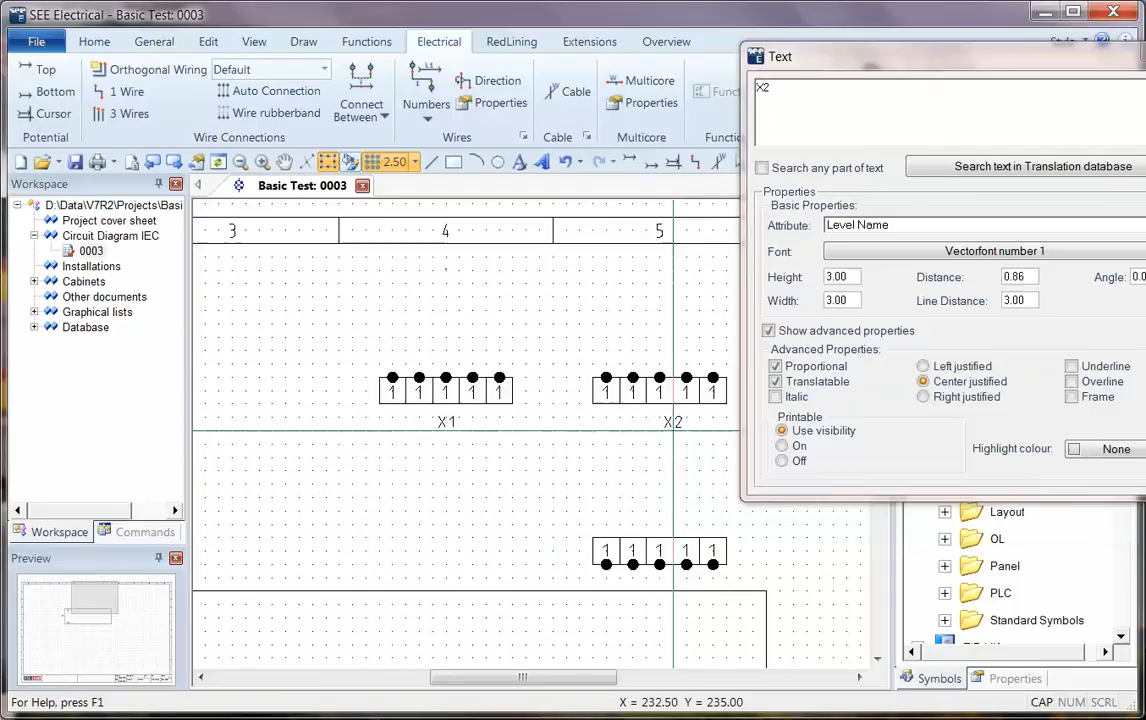 SEE Electrical - Basic Test: 0003
File Home General Edit View Draw Functions Electrical RedLining Extensions Overview
Top Orthogonal Wiring Default Direction Multicore
Bottom 1 Wire Auto Connection Cable
Cursor 3 Wires Wire rubberband Connect Between Numbers Properties Properties
Potential Wire Connections Wires Cable Multicore
2.50
Workspace
Basic Test: 0003
D:\Data\V7R2\Projects\Basi
Project cover sheet
Circuit Diagram IEC
0003
Installations
Cabinets
Other documents
Graphical lists
Database
Workspace Commands
Preview
3 4 5
1 1 1 1 1 1 1 1 1 1
X1 X2
1 1 1 1 1
Text
X2
Search any part of text Search text in Translation database
Properties
Basic Properties:
Attribute: Level Name
Font: Vectorfont number 1
Height: 3.00 Distance: 0.86 Angle: 0.0
Width: 3.00 Line Distance: 3.00
Show advanced properties
Advanced Properties:
Proportional Left justified Underline
Translatable Center justified Overline
Italic Right justified Frame
Printable
Use visibility
On
Off
Highlight colour: None
Layout
OL
Panel
PLC
Standard Symbols
Symbols Properties
For Help, press F1 X = 232.50 Y = 235.00 CAP NUM SCRL